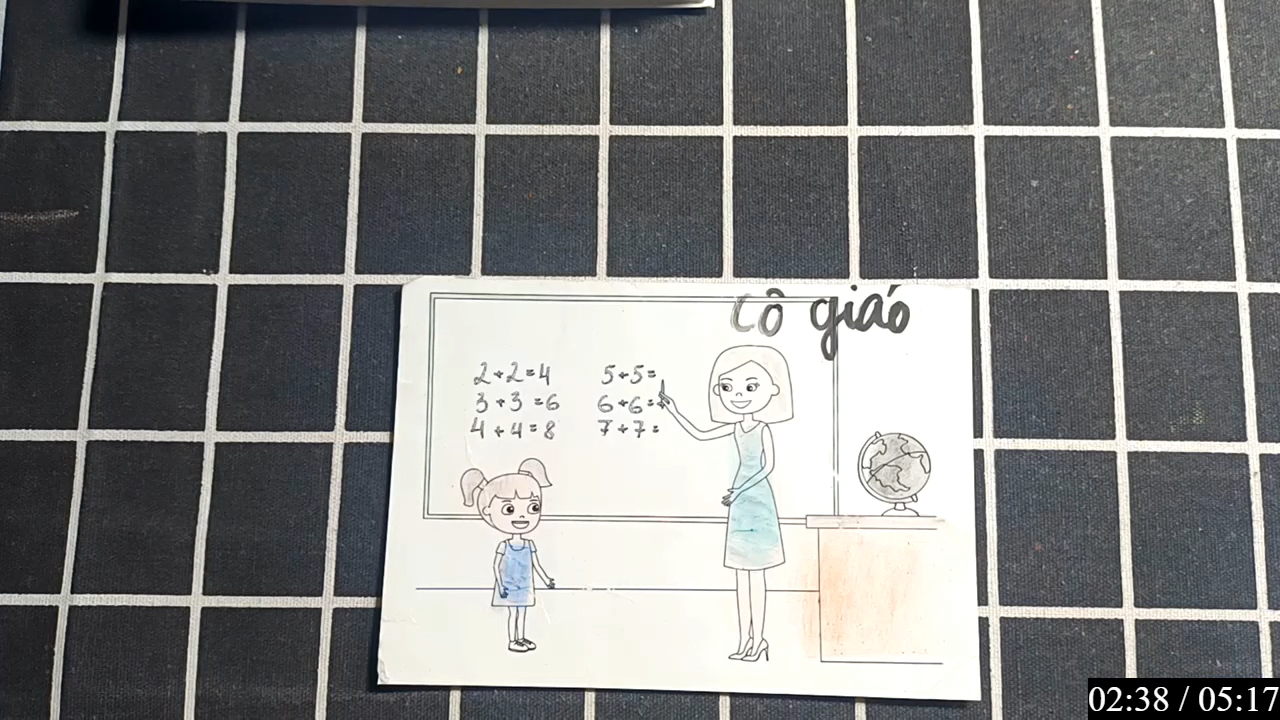 Cô giáo
2+2=4 5+5=
3+3=6 6+6=
4+4=8 7+7=
02:38 / 05:17